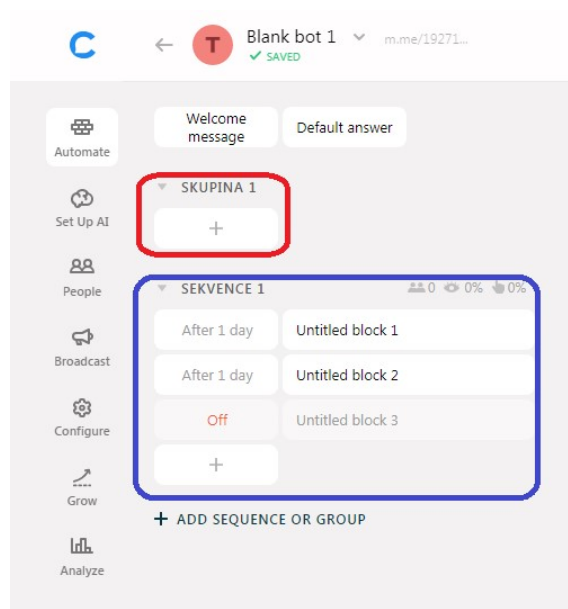 C
Blank bot 1
m.me/19271...
T
SAVED
Automate
Welcome
message
Default answer
Set Up AI
SKUPINA 1
+
People
SEKVENCE 1
0 0% 0%
After 1 day Untitled block 1
Broadcast
After 1 day Untitled block 2
Configure
Off Untitled block 3
+
Grow
+ ADD SEQUENCE OR GROUP
Analyze